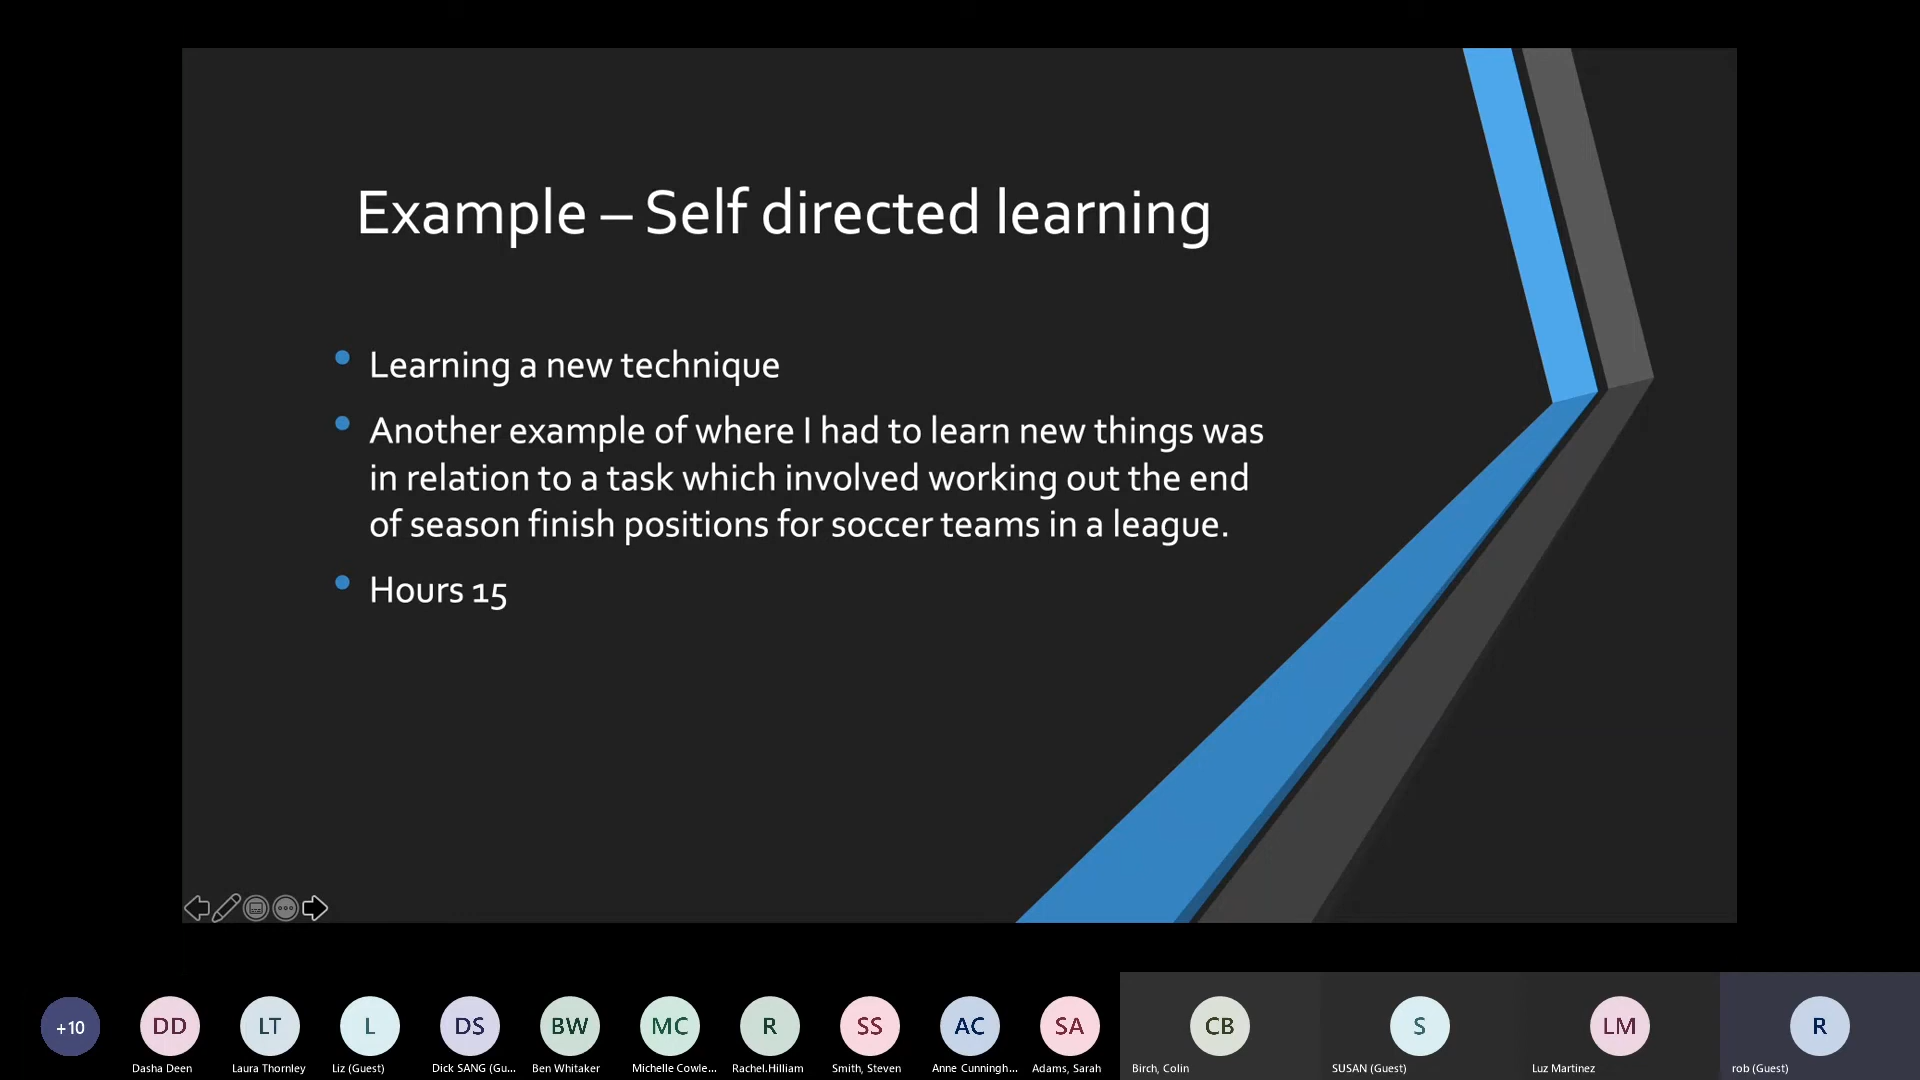 Example – Self directed learning
Learning a new technique
Another example of where I had to learn new things was
in relation to a task which involved working out the end
of season finish positions for soccer teams in a league.
Hours 15
+10
DD
LT
L
DS
BW
MC
R
SS
AC
SA
CB
S
LM
R
Dasha Deen
Laura Thornley
Liz (Guest)
Dick SANG (Gu...
Ben Whitaker
Michelle Cowle...
Rachel.Hilliam
Smith, Steven
Anne Cunningh...
Adams, Sarah
Birch, Colin
SUSAN (Guest)
Luz Martinez
rob (Guest)